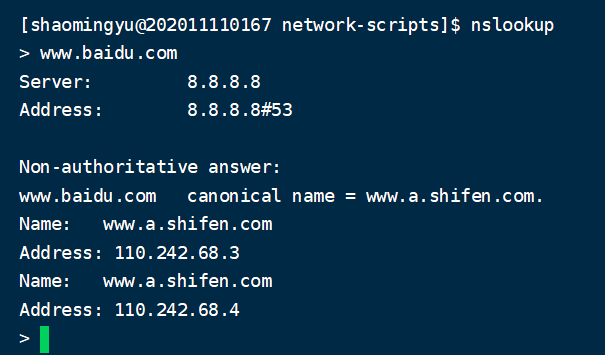 [shaomingyu@202011110167 network-scripts]$ nslookup
> www.baidu.com
Server:         8.8.8.8
Address:        8.8.8.8#53
Non-authoritative answer:
www.baidu.com   canonical name = www.a.shifen.com.
Name:   www.a.shifen.com
Address: 110.242.68.3
Name:   www.a.shifen.com
Address: 110.242.68.4
>